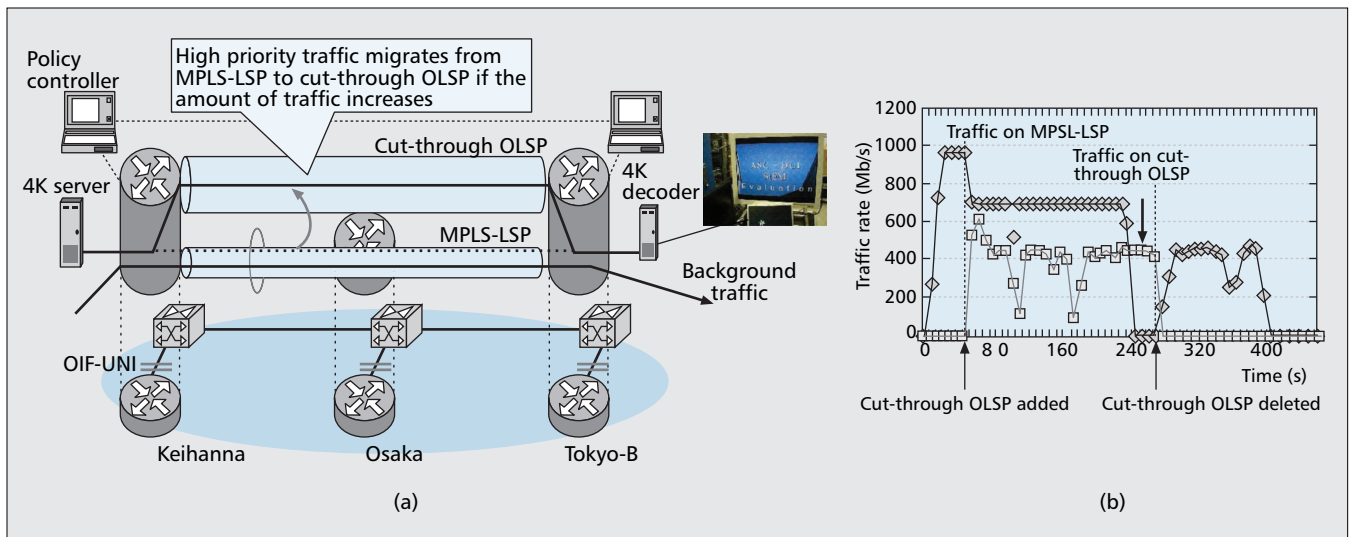 Policy
controller
High priority traffic migrates from
MPLS-LSP to cut-through OLSP if the
amount of traffic increases
Cut-through OLSP
4K server
4K
decoder
MPLS-LSP
Background
traffic
OIF-UNI
Keihanna
Osaka
Tokyo-B
(a)
ASC - DCI
Evaluation
Traffic rate (Mb/s)
1200
1000
800
600
400
200
0
Traffic on MPSL-LSP
Traffic on cut-
through OLSP
0 8 0 160 240 320 400
Time (s)
Cut-through OLSP added
Cut-through OLSP deleted
(b)